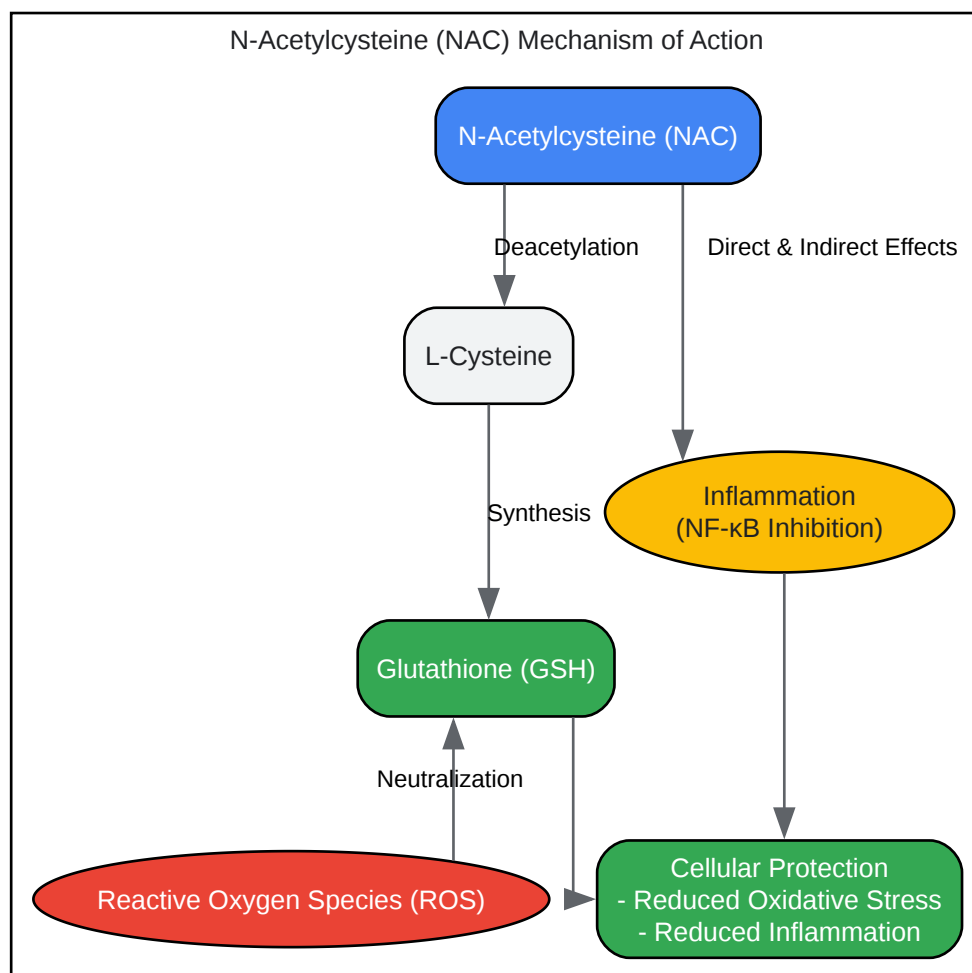 N-Acetylcysteine (NAC) Mechanism of Action
N-Acetylcysteine (NAC)
Deacetylation
Direct & Indirect Effects
L-Cysteine
Synthesis
Inflammation
(NF-κB Inhibition)
Glutathione (GSH)
Neutralization
Reactive Oxygen Species (ROS)
Cellular Protection
- Reduced Oxidative Stress
- Reduced Inflammation